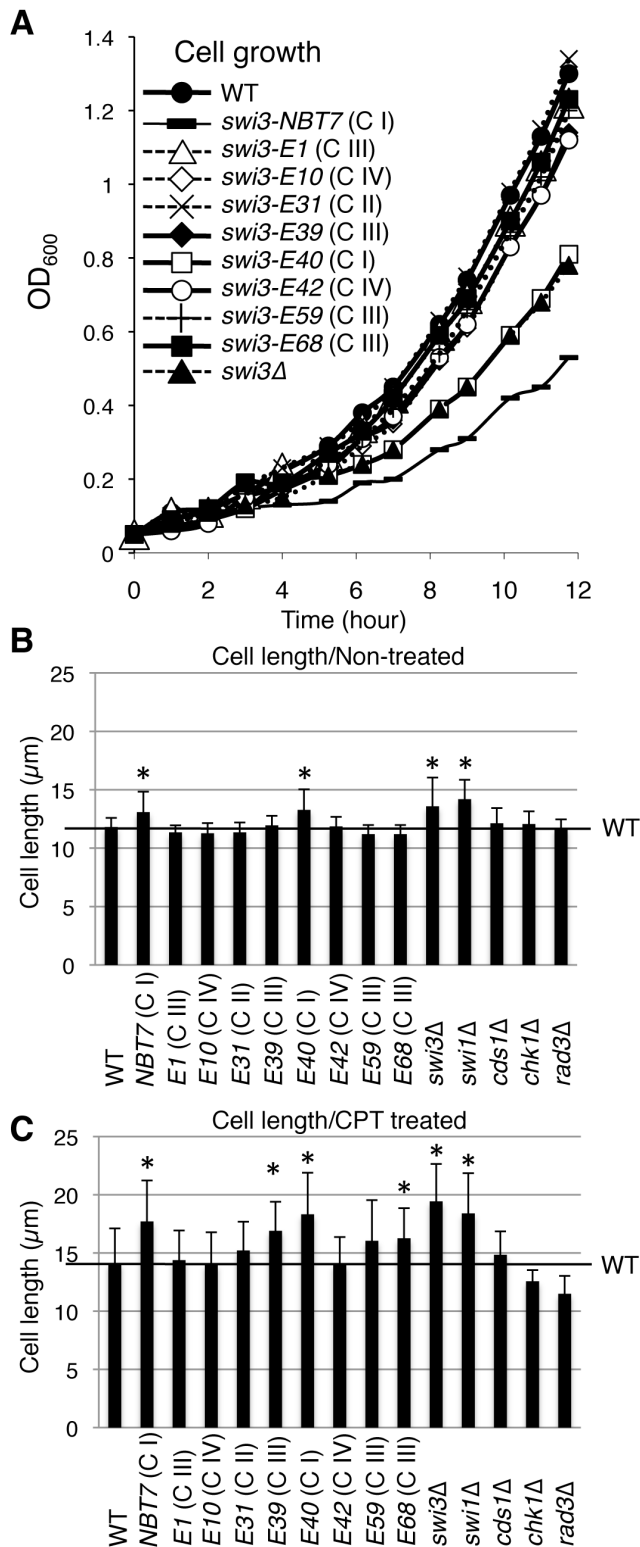 A
Cell growth
WT
swi3-NBT7 (C I)
swi3-E1 (C III)
swi3-E10 (C IV)
swi3-E31 (C II)
swi3-E39 (C III)
swi3-E40 (C I)
swi3-E42 (C IV)
swi3-E59 (C III)
swi3-E68 (C III)
swi3Δ
OD600
1.4
1.2
1
0.8
0.6
0.4
0.2
0
0 2 4 6 8 10 12
Time (hour)
B
Cell length/Non-treated
Cell length (µm)
25
20
15
10
5
0
* * * *
WT
WT
NBT7 (C I)
E1 (C III)
E10 (C IV)
E31 (C II)
E39 (C III)
E40 (C I)
E42 (C IV)
E59 (C III)
E68 (C III)
swi3Δ
swi1Δ
cds1Δ
chk1Δ
rad3Δ
C
Cell length/CPT treated
Cell length (µm)
25
20
15
10
5
0
* * * * * *
WT
WT
NBT7 (C I)
E1 (C III)
E10 (C IV)
E31 (C II)
E39 (C III)
E40 (C I)
E42 (C IV)
E59 (C III)
E68 (C III)
swi3Δ
swi1Δ
cds1Δ
chk1Δ
rad3Δ